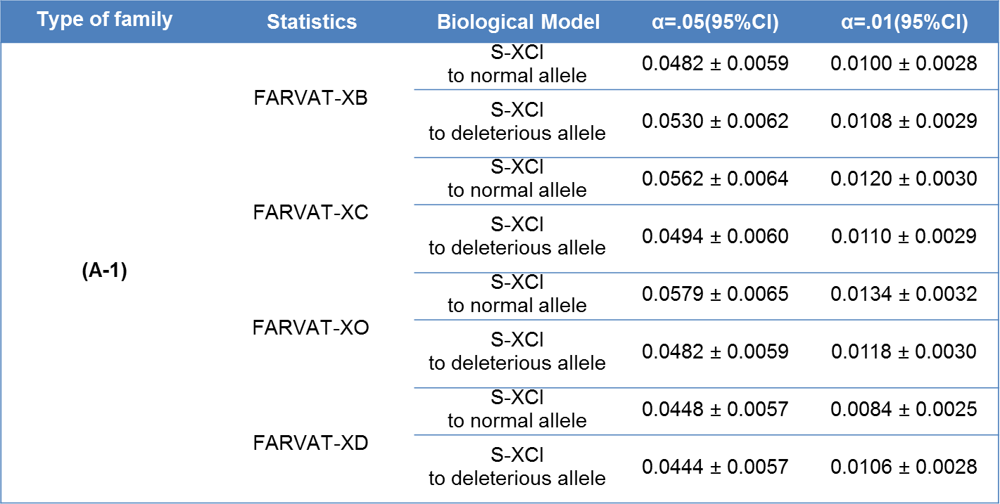 Type of family Statistics Biological Model α=.05(95%CI) α=.01(95%CI)
(A-1)
FARVAT-XB
S-XCI
to normal allele
0.0482 ± 0.0059 0.0100 ± 0.0028
S-XCI
to deleterious allele
0.0530 ± 0.0062 0.0108 ± 0.0029
FARVAT-XC
S-XCI
to normal allele
0.0562 ± 0.0064 0.0120 ± 0.0030
S-XCI
to deleterious allele
0.0494 ± 0.0060 0.0110 ± 0.0029
FARVAT-XO
S-XCI
to normal allele
0.0579 ± 0.0065 0.0134 ± 0.0032
S-XCI
to deleterious allele
0.0482 ± 0.0059 0.0118 ± 0.0030
FARVAT-XD
S-XCI
to normal allele
0.0448 ± 0.0057 0.0084 ± 0.0025
S-XCI
to deleterious allele
0.0444 ± 0.0057 0.0106 ± 0.0028